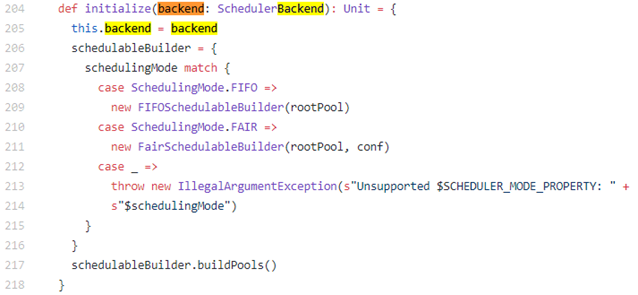 204 def initialize(backend: SchedulerBackend): Unit = {
205 this.backend = backend
206 schedulableBuilder = {
207 schedulingMode match {
208 case SchedulingMode.FIFO =>
209 new FIFOSchedulableBuilder(rootPool)
210 case SchedulingMode.FAIR =>
211 new FairSchedulableBuilder(rootPool, conf)
212 case _ =>
213 throw new IllegalArgumentException(s"Unsupported $SCHEDULER_MODE_PROPERTY: " +
214 s"$schedulingMode")
215 }
216 }
217 schedulableBuilder.buildPools()
218 }